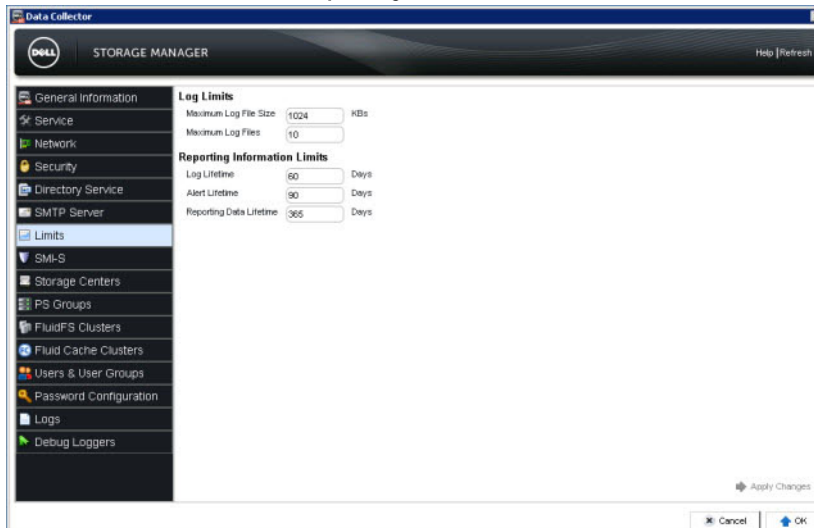 Data Collector
DELL
STORAGE MANAGER
Help | Refresh
General Information
Service
Network
Security
Directory Service
SMTP Server
Limits
SMI-S
Storage Centers
PS Groups
FluidFS Clusters
Fluid Cache Clusters
Users & User Groups
Password Configuration
Logs
Debug Loggers
Log Limits
Maximum Log File Size 1024 KBs
Maximum Log Files 10
Reporting Information Limits
Log Lifetime 60 Days
Alert Lifetime 90 Days
Reporting Data Lifetime 365 Days
Apply Changes
Cancel
OK